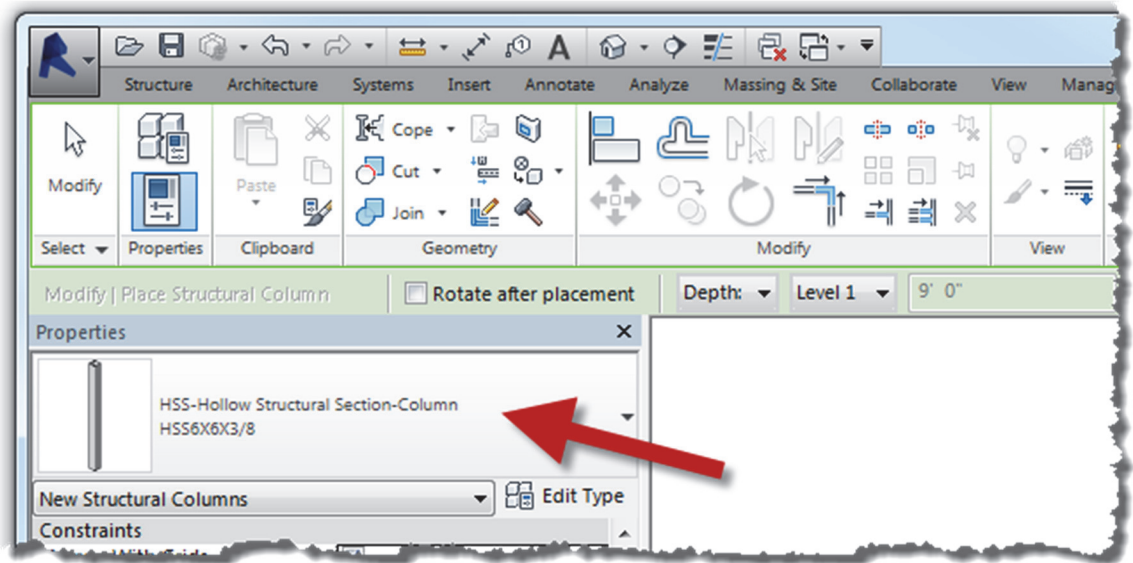 Structure Architecture Systems Insert Annotate Analyze Massing & Site Collaborate View Manag
Modify
Paste
Cope
Cut
Join
Select Properties Clipboard Geometry Modify View
Modify | Place Structural Column Rotate after placement Depth: Level 1 9' 0"
Properties
HSS-Hollow Structural Section-Column
HSS6X6X3/8
New Structural Columns Edit Type
Constraints